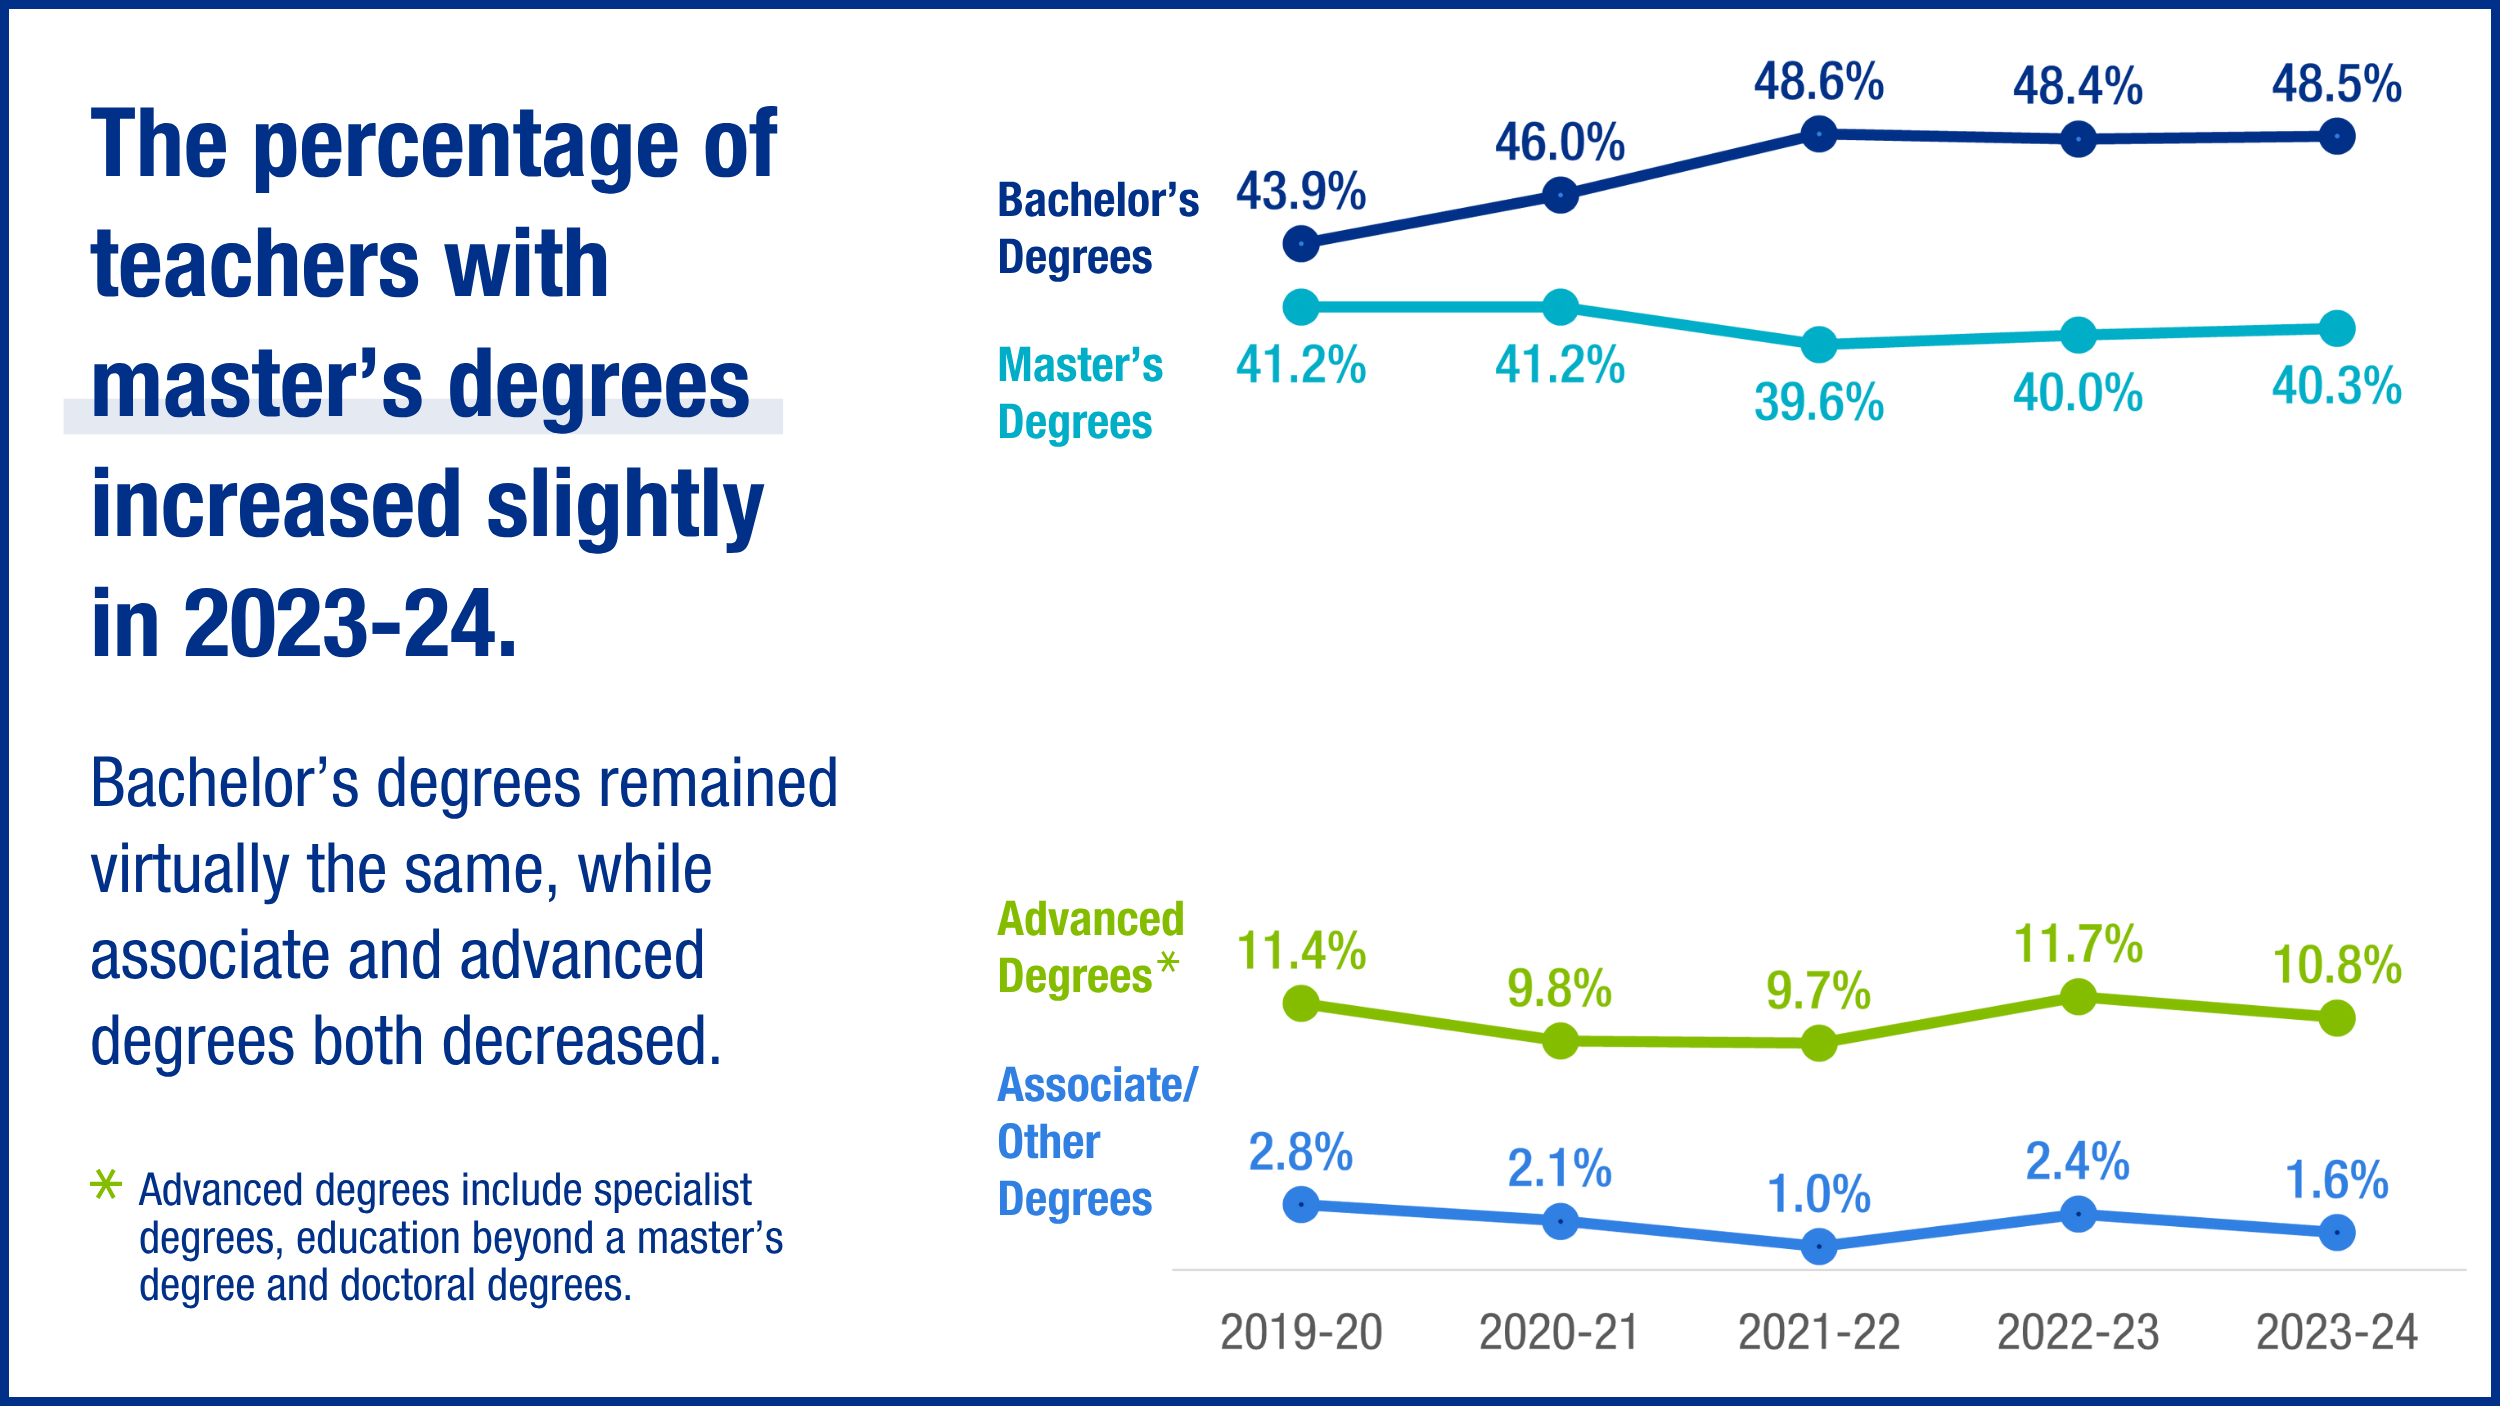 The percentage of
teachers with
master’s degrees
increased slightly
in 2023-24.
Bachelor’s degrees remained
virtually the same, while
associate and advanced
degrees both decreased.
* Advanced degrees include specialist
degrees, education beyond a master’s
degree and doctoral degrees.
Bachelor’s
Degrees
43.9% 46.0% 48.6% 48.4% 48.5%
Master’s
Degrees
41.2% 41.2% 39.6% 40.0% 40.3%
Advanced
Degrees*
11.4% 9.8% 9.7% 11.7% 10.8%
Associate/
Other
Degrees
2.8% 2.1% 1.0% 2.4% 1.6%
2019-20 2020-21 2021-22 2022-23 2023-24